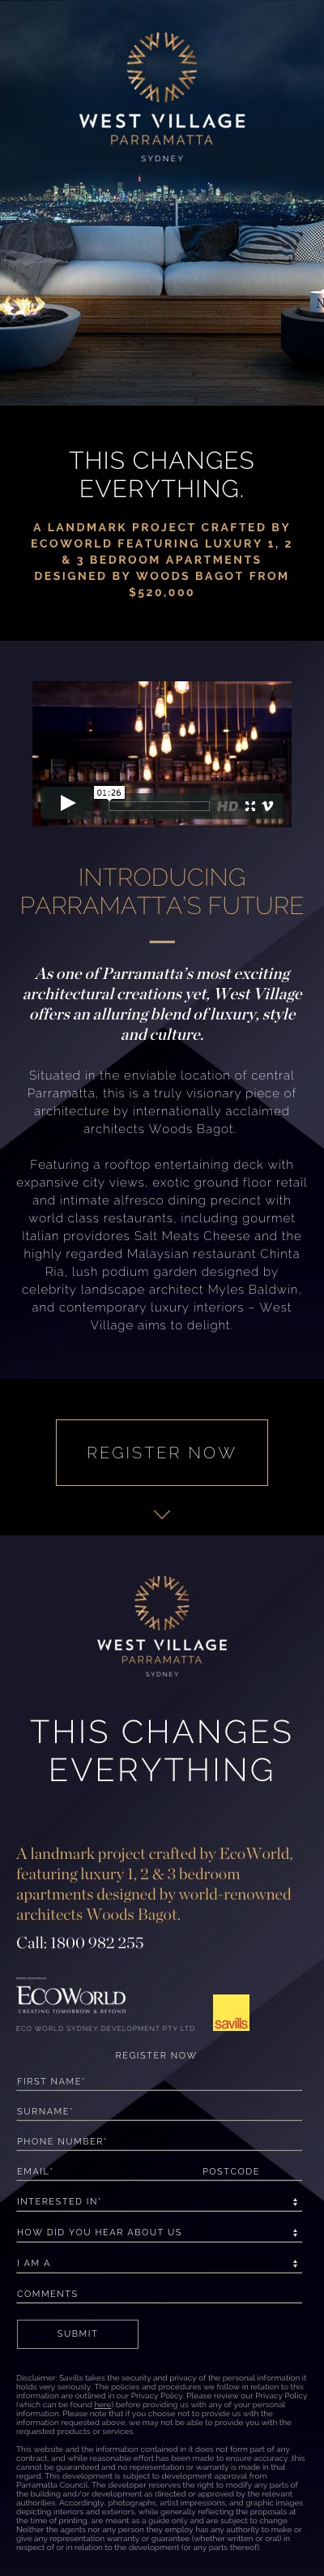 WEST VILLAGE
PARRAMATTA
SYDNEY
N
THIS CHANGES
EVERYTHING.
A LANDMARK PROJECT CRAFTED BY
ECOWORLD FEATURING LUXURY 1, 2
& 3 BEDROOM APARTMENTS
DESIGNED BY WOODS BAGOT FROM
$520,000
01:26
HD
INTRODUCING
PARRAMATTA'S FUTURE
As one of Parramatta's most exciting
architectural creations yet, West Village
offers an alluring blend of luxury, style
and culture.
Situated in the enviable location of central
Parramatta, this is a truly visionary piece of
architecture by internationally acclaimed
architects Woods Bagot.
Featuring a rooftop entertaining deck with
expansive city views, exotic ground floor retail
and intimate alfresco dining precinct with
world class restaurants, including gourmet
Italian providores Salt Meats Cheese and the
highly regarded Malaysian restaurant Chinta
Ria, lush podium garden designed by
celebrity landscape architect Myles Baldwin,
and contemporary luxury interiors – West
Village aims to delight.
REGISTER NOW
WEST VILLAGE
PARRAMATTA
SYDNEY
THIS CHANGES
EVERYTHING
A landmark project crafted by EcoWorld,
featuring luxury 1, 2 & 3 bedroom
apartments designed by world-renowned
architects Woods Bagot.
Call: 1800 982 255
ECOWORLD
CREATING TOMORROW & BEYOND
savills
ECO WORLD SYDNEY DEVELOPMENT PTY LTD
REGISTER NOW
FIRST NAME*
SURNAME*
PHONE NUMBER*
EMAIL* POSTCODE
INTERESTED IN*
HOW DID YOU HEAR ABOUT US
I AM A
COMMENTS
SUBMIT
Disclaimer: Savills takes the security and privacy of the personal information it
holds very seriously. The policies and procedures we follow in relation to this
information are outlined in our Privacy Policy. Please review our Privacy Policy
(which can be found here) before providing us with any of your personal
information. Please note that if you choose not to provide us with the
information requested above, we may not be able to provide you with the
requested products or services.
This website and the information contained in it does not form part of any
contract, and while reasonable effort has been made to ensure accuracy ,this
cannot be guaranteed and no representation or warranty is made in that
regard. This development is subject to development approval from
Parramatta Council. The developer reserves the right to modify any parts of
the building and/or development as directed or approved by the relevant
authorities. Accordingly, photographs, artist impressions, and graphic images
depicting interiors and exteriors, while generally reflecting the proposals at
the time of printing, are meant as a guide only and are subject to change.
Neither the agents nor any person they employ has any authority to make or
give any representation warranty or guarantee (whether written or oral) in
respect of or in relation to the development (or any parts thereof).